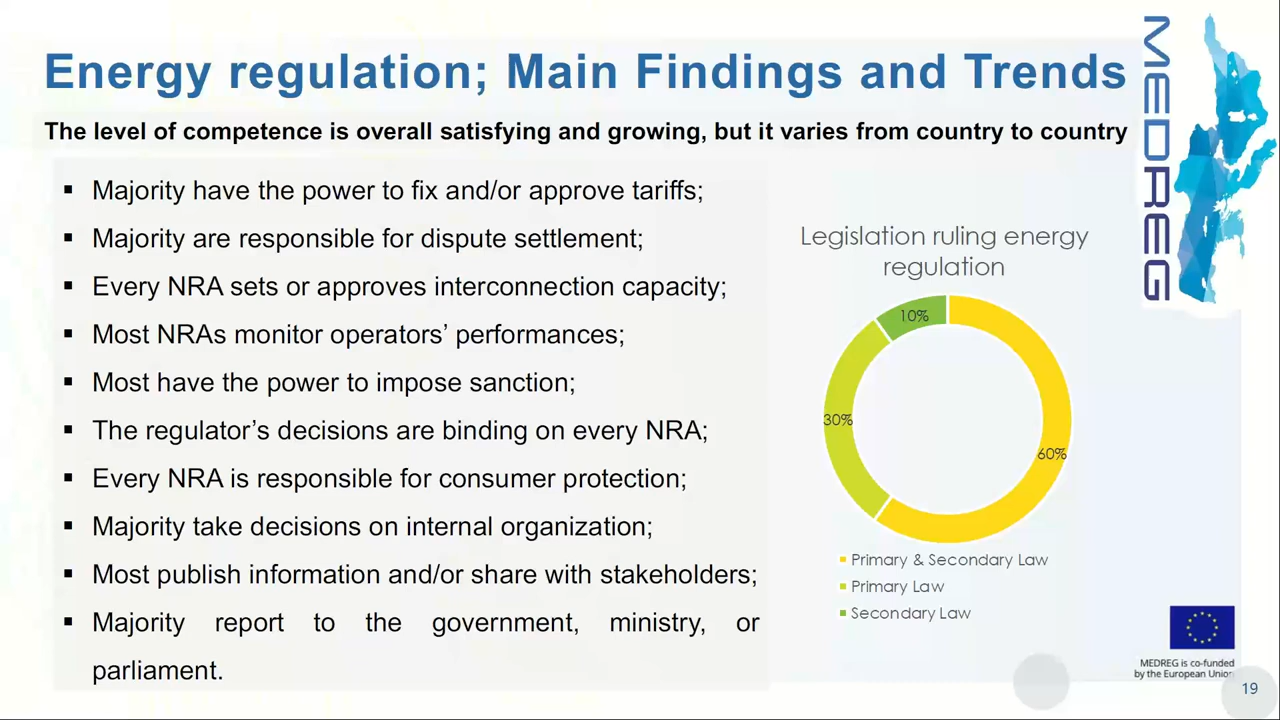 Energy regulation; Main Findings and Trends
The level of competence is overall satisfying and growing, but it varies from country to country
▪ Majority have the power to fix and/or approve tariffs;
▪ Majority are responsible for dispute settlement;
▪ Every NRA sets or approves interconnection capacity;
▪ Most NRAs monitor operators’ performances;
▪ Most have the power to impose sanction;
▪ The regulator’s decisions are binding on every NRA;
▪ Every NRA is responsible for consumer protection;
▪ Majority take decisions on internal organization;
▪ Most publish information and/or share with stakeholders;
▪ Majority report to the government, ministry, or
parliament.
Legislation ruling energy
regulation
10%
30%
60%
Primary & Secondary Law
Primary Law
Secondary Law
MEDREG
MEDREG is co-funded
by the European Union
19